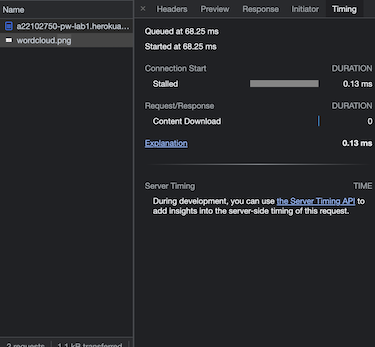 Name
a22102750-pw-lab1.herokua...
wordcloud.png
× Headers Preview Response Initiator Timing
Queued at 68.25 ms
Started at 68.25 ms
Connection Start DURATION
Stalled 0.13 ms
Request/Response DURATION
Content Download 0
Explanation 0.13 ms
Server Timing TIME
During development, you can use the Server Timing API to
add insights into the server-side timing of this request.
2 requests 1.1 kB transferred